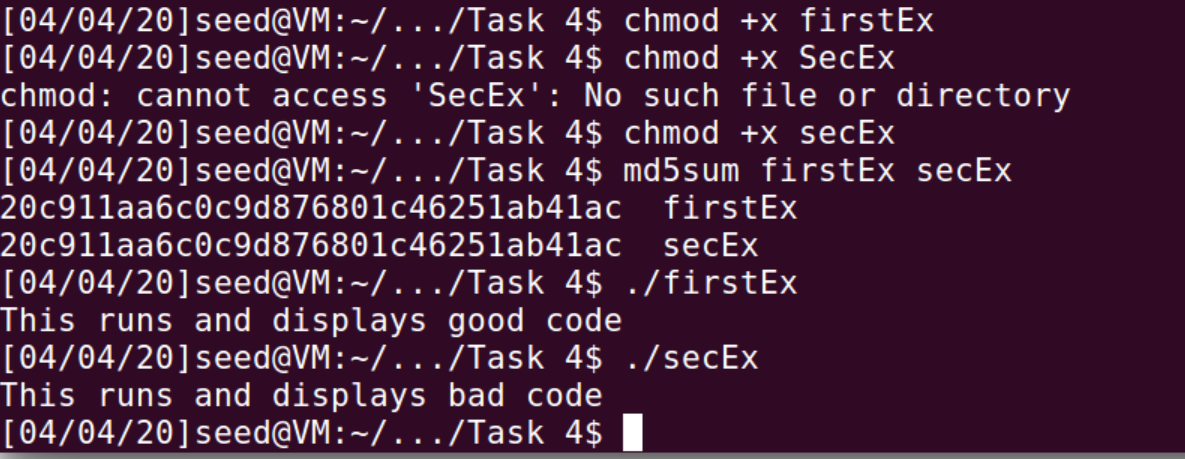 [04/04/20]seed@VM:~/.../Task 4$ chmod +x firstEx
[04/04/20]seed@VM:~/.../Task 4$ chmod +x SecEx
chmod: cannot access 'SecEx': No such file or directory
[04/04/20]seed@VM:~/.../Task 4$ chmod +x secEx
[04/04/20]seed@VM:~/.../Task 4$ md5sum firstEx secEx
20c911aa6c0c9d876801c46251ab41ac  firstEx
20c911aa6c0c9d876801c46251ab41ac  secEx
[04/04/20]seed@VM:~/.../Task 4$ ./firstEx
This runs and displays good code
[04/04/20]seed@VM:~/.../Task 4$ ./secEx
This runs and displays bad code
[04/04/20]seed@VM:~/.../Task 4$